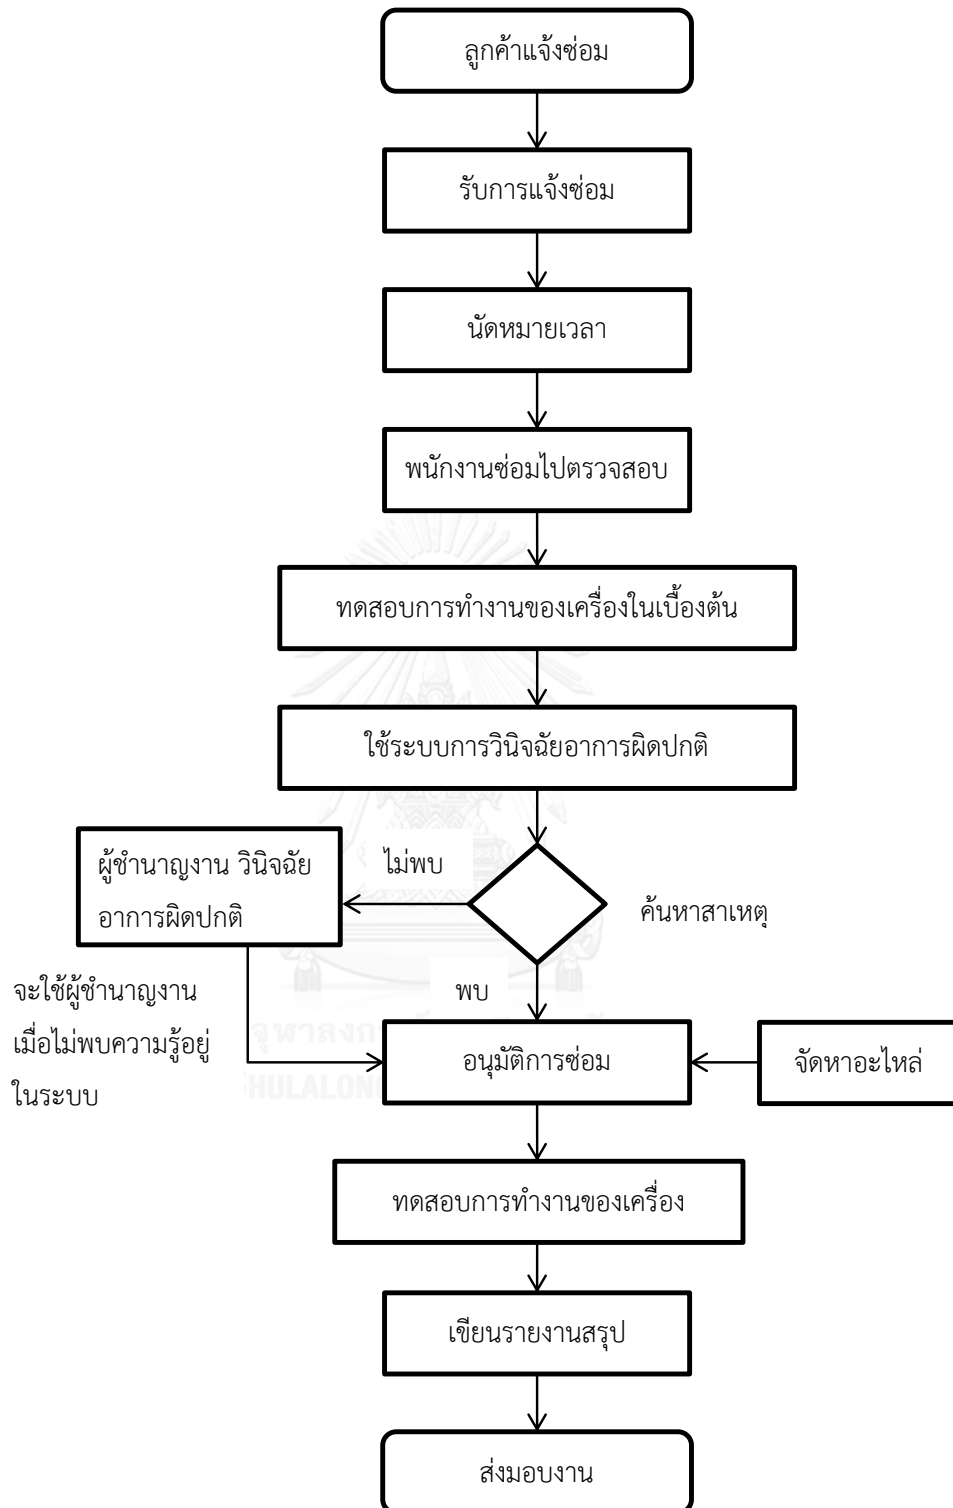 ลูกค้าแจ้งซ่อม
รับการแจ้งซ่อม
นัดหมายเวลา
พนักงานซ่อมไปตรวจสอบ
ทดสอบการทำงานของเครื่องในเบื้องต้น
ใช้ระบบการวินิจฉัยอาการผิดปกติ
ผู้ชำนาญงาน วินิจฉัย
อาการผิดปกติ
ไม่พบ
ค้นหาสาเหตุ
พบ
จะใช้ผู้ชำนาญงาน
เมื่อไม่พบความรู้อยู่
ในระบบ
อนุมัติการซ่อม
จัดหาอะไหล่
ทดสอบการทำงานของเครื่อง
เขียนรายงานสรุป
ส่งมอบงาน